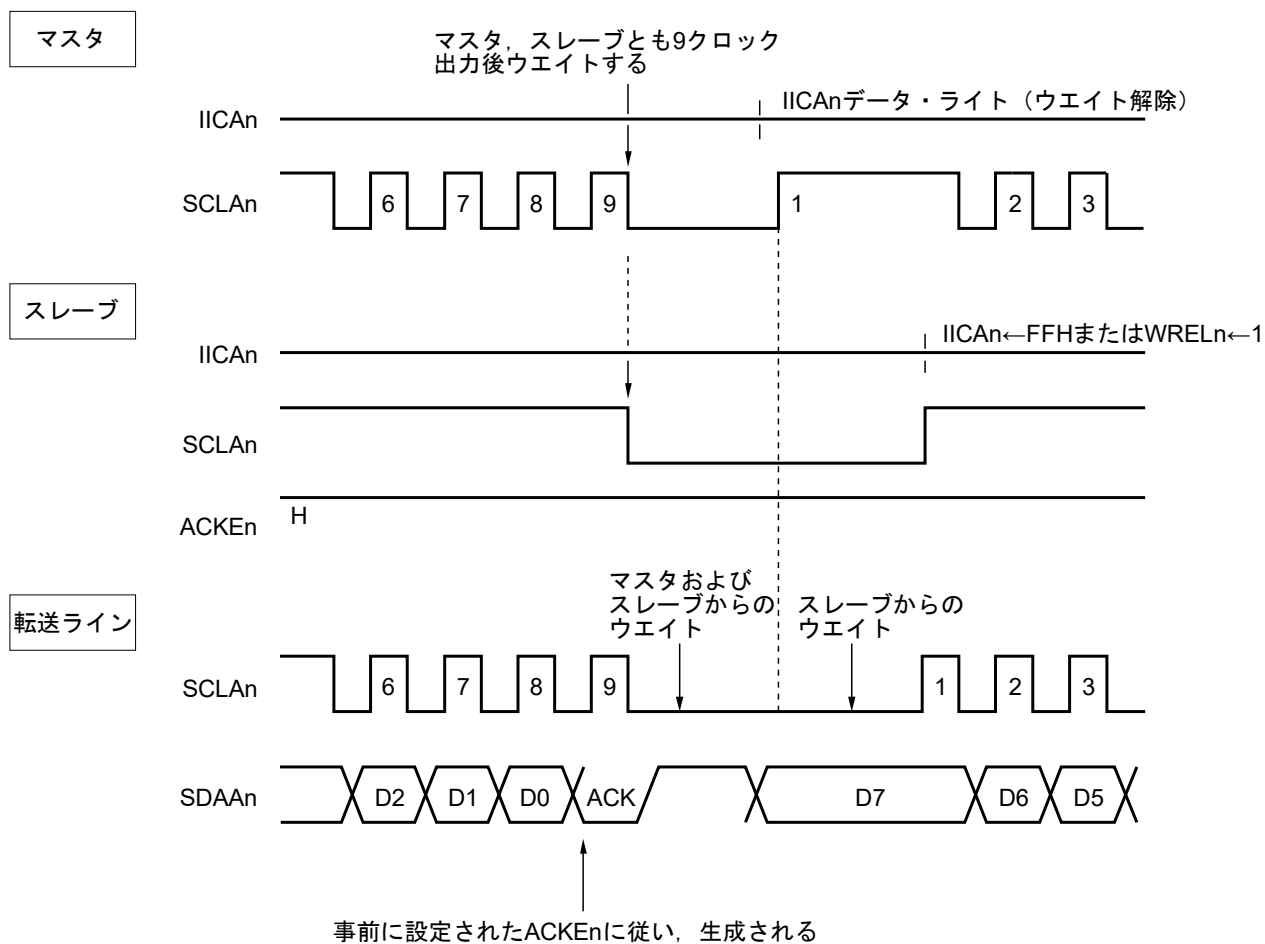 マスタ
マスタ，スレーブとも9クロック
出力後ウエイトする
IICAnデータ・ライト（ウエイト解除）
IICAn
SCLAn
6 7 8 9 1 2 3
スレーブ
IICAn←FFHまたはWRELn←1
IICAn
SCLAn
ACKEn
H
マスタおよび
スレーブからの
ウエイト
スレーブからの
ウエイト
転送ライン
SCLAn
6 7 8 9 1 2 3
SDAAn
D2 D1 D0 ACK D7 D6 D5
事前に設定されたACKEnに従い，生成される